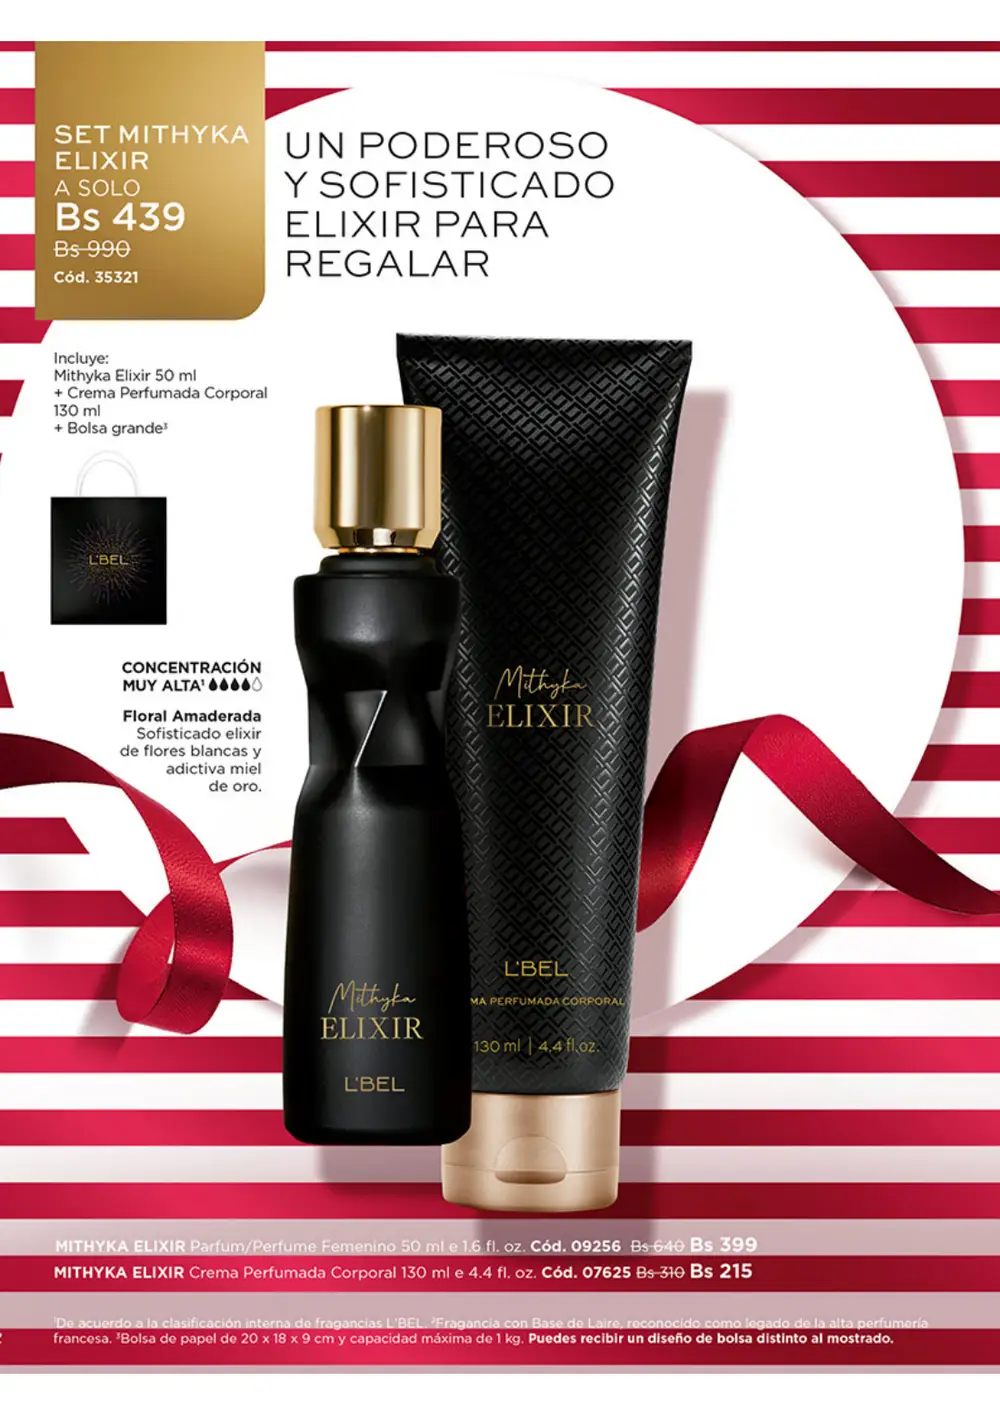 SET MITHYKA
ELIXIR
A SOLO
Bs 439
Bs 990
Cód. 35321
UN PODEROSO
Y SOFISTICADO
ELIXIR PARA
REGALAR
Incluye:
Mithyka Elixir 50 ml
+ Crema Perfumada Corporal
130 ml
+ Bolsa grande³
L'BEL
CONCENTRACIÓN
MUY ALTA¹
Floral Amaderada
Sofisticado elixir
de flores blancas y
adictiva miel
de oro.
Mithyka
ELIXIR
L'BEL
MA PERFUMADA CORPORAL
130 ml | 4.4 fl.oz.
Mithyka
ELIXIR
L'BEL
MITHYKA ELIXIR Parfum/Perfume Femenino 50 ml e 1.6 fl. oz. Cód. 09256 Bs 640 Bs 399
MITHYKA ELIXIR Crema Perfumada Corporal 130 ml e 4.4 fl. oz. Cód. 07625 Bs 310 Bs 215
¹De acuerdo a la clasificación interna de fragancias L'BEL. ²Fragancia con Base de Laire, reconocido como legado de la alta perfumería
francesa. ³Bolsa de papel de 20 x 18 x 9 cm y capacidad máxima de 1 kg. Puedes recibir un diseño de bolsa distinto al mostrado.